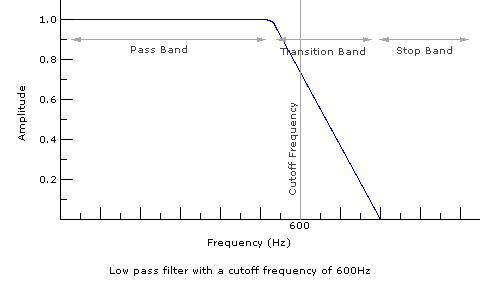 1.0
Pass Band
Transition Band
Stop Band
0.8
0.6
Amplitude
0.4
Cutoff Frequency
0.2
600
Frequency (Hz)
Low pass filter with a cutoff frequency of 600Hz